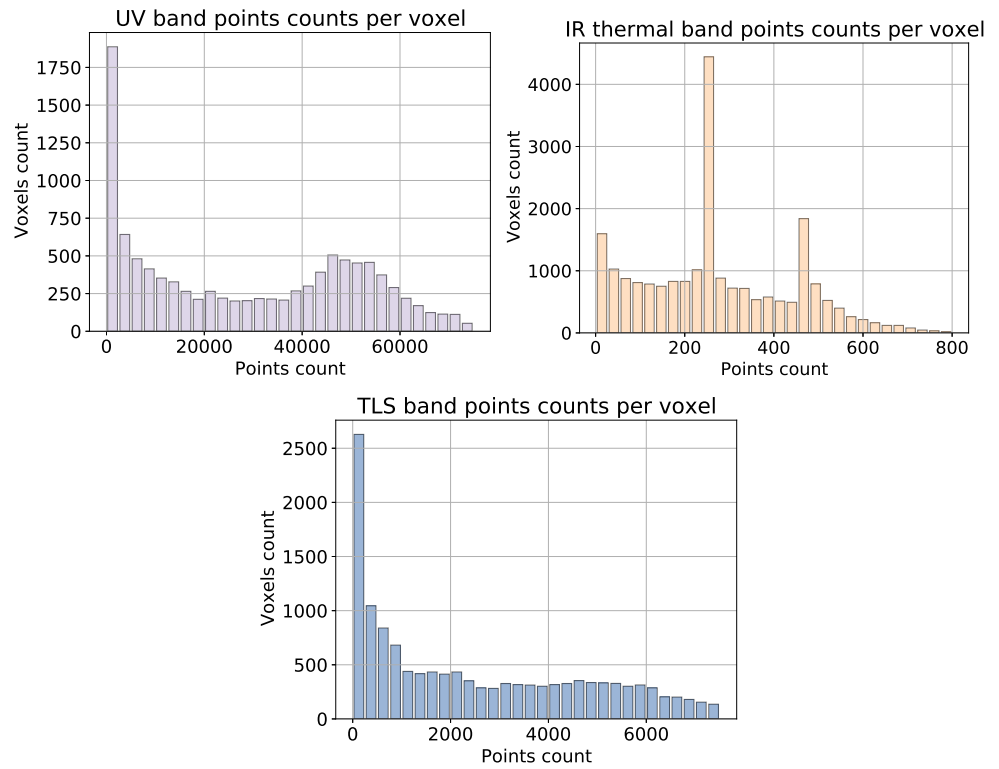 UV band points counts per voxel
Voxels count
1750
1500
1250
1000
750
500
250
0
0 20000 40000 60000
Points count
IR thermal band points counts per voxel
Voxels count
4000
3000
2000
1000
0
0 200 400 600 800
Points count
TLS band points counts per voxel
Voxels count
2500
2000
1500
1000
500
0
0 2000 4000 6000
Points count